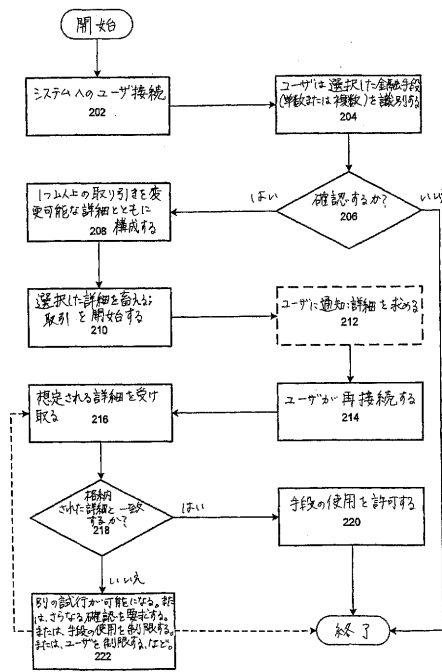 開始
システムへのユーザ接続
202
ユーザは選択した金融手段
(単数または複数)を識別する
204
確認するか?
206
はい
いいえ
1つ以上の取り引きを変
更可能な詳細とともに
208 構成する
選択した詳細を蓄える;
取引を開始する
210
ユーザに通知:詳細を求める
212
ユーザが再接続する
214
想定される詳細を受け
取る
216
格納
された詳細と一致
するか?
218
はい
手段の使用を許可する
220
いいえ
別の試行が可能になる。また
は、さらなる確認を要求する。
または、手段の使用を制限する。
または、ユーザを制限する、など。
222
終了